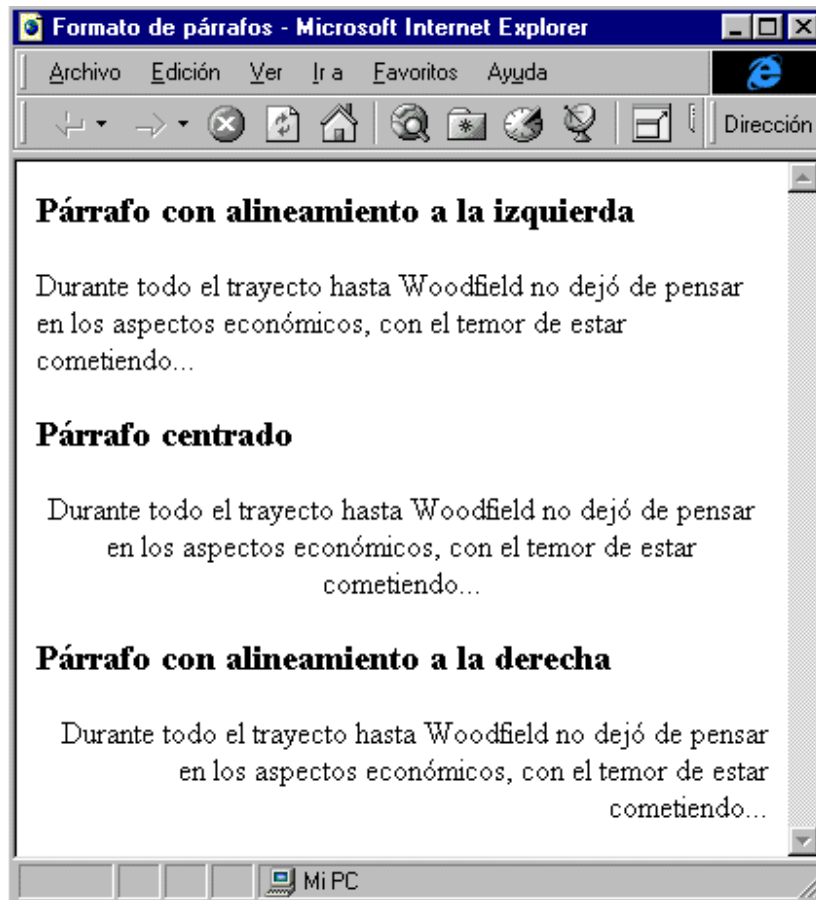 Formato de párrafos - Microsoft Internet Explorer
Archivo Edición Ver Ir a Favoritos Ayuda
Dirección
Párrafo con alineamiento a la izquierda
Durante todo el trayecto hasta Woodfield no dejó de pensar
en los aspectos económicos, con el temor de estar
cometiendo...
Párrafo centrado
Durante todo el trayecto hasta Woodfield no dejó de pensar
en los aspectos económicos, con el temor de estar
cometiendo...
Párrafo con alineamiento a la derecha
Durante todo el trayecto hasta Woodfield no dejó de pensar
en los aspectos económicos, con el temor de estar
cometiendo...
Mi PC